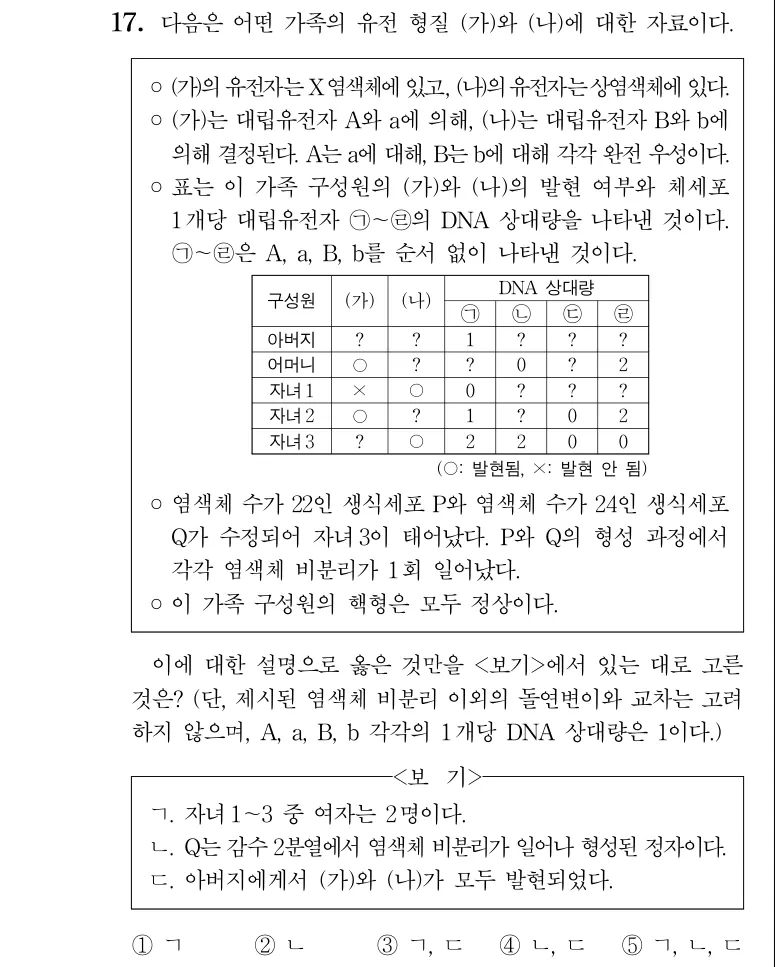 17. 다음은 어떤 가족의 유전 형질 (가)와 (나)에 대한 자료이다.
○ (가)의 유전자는 X 염색체에 있고, (나)의 유전자는 상염색체에 있다.
○ (가)는 대립유전자 A와 a에 의해, (나)는 대립유전자 B와 b에
의해 결정된다. A는 a에 대해, B는 b에 대해 각각 완전 우성이다.
○ 표는 이 가족 구성원의 (가)와 (나)의 발현 여부와 체세포
1개당 대립유전자 ㉠~㉣의 DNA 상대량을 나타낸 것이다.
㉠~㉣은 A, a, B, b를 순서 없이 나타낸 것이다.
구성원 (가) (나) DNA 상대량
㉠ ㉡ ㉢ ㉣
아버지 ? ? 1 ? ? ?
어머니 ○ ? ? 0 ? 2
자녀 1 × ○ 0 ? ? ?
자녀 2 ○ ? 1 ? 0 2
자녀 3 ? ○ 2 2 0 0
(○: 발현됨, ×: 발현 안 됨)
○ 염색체 수가 22인 생식세포 P와 염색체 수가 24인 생식세포
Q가 수정되어 자녀 3이 태어났다. P와 Q의 형성 과정에서
각각 염색체 비분리가 1회 일어났다.
○ 이 가족 구성원의 핵형은 모두 정상이다.
이에 대한 설명으로 옳은 것만을 <보기>에서 있는 대로 고른
것은? (단, 제시된 염색체 비분리 이외의 돌연변이와 교차는 고려
하지 않으며, A, a, B, b 각각의 1개당 DNA 상대량은 1이다.)
<보 기>
ㄱ. 자녀 1~3 중 여자는 2명이다.
ㄴ. Q는 감수 2분열에서 염색체 비분리가 일어나 형성된 정자이다.
ㄷ. 아버지에게서 (가)와 (나)가 모두 발현되었다.
① ㄱ ② ㄴ ③ ㄱ, ㄷ ④ ㄴ, ㄷ ⑤ ㄱ, ㄴ, ㄷ